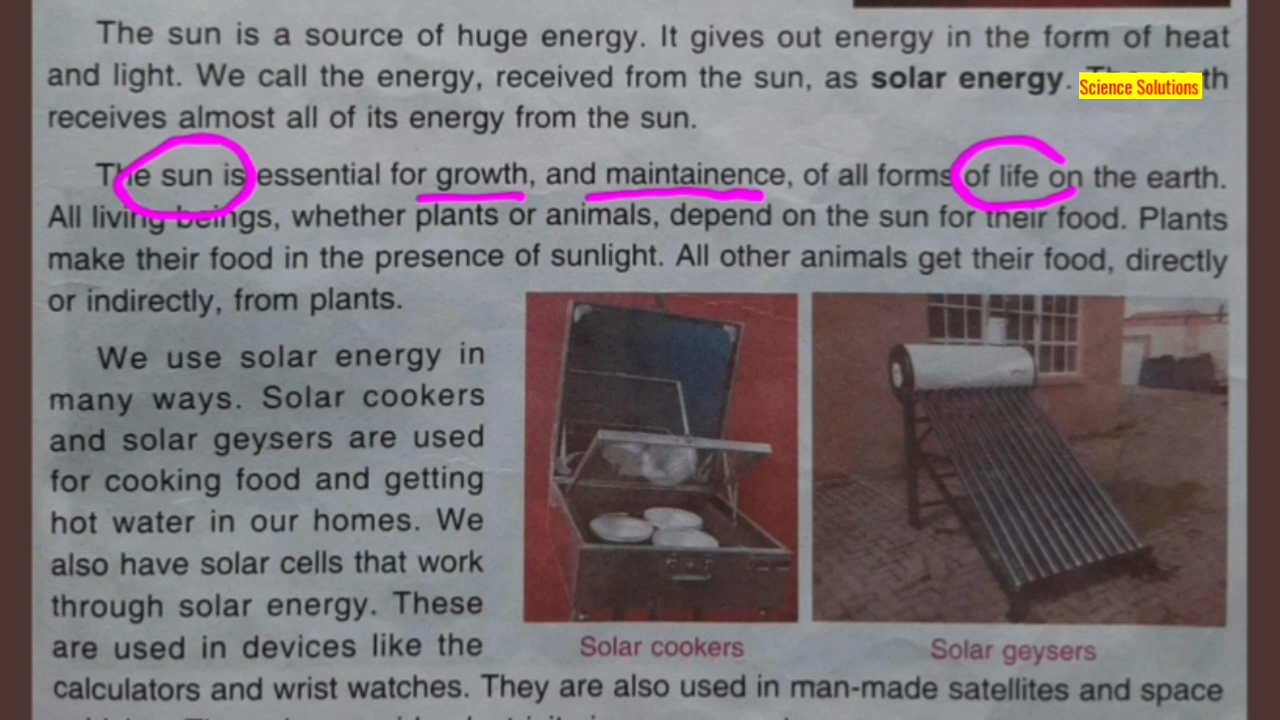 The sun is a source of huge energy. It gives out energy in the form of heat
and light. We call the energy, received from the sun, as solar energy. th
Science Solutions
receives almost all of its energy from the sun.
The sun is essential for growth, and maintainence, of all forms of life on the earth.
All living beings, whether plants or animals, depend on the sun for their food. Plants
make their food in the presence of sunlight. All other animals get their food, directly
or indirectly, from plants.
We use solar energy in
many ways. Solar cookers
and solar geysers are used
for cooking food and getting
hot water in our homes. We
also have solar cells that work
through solar energy. These
are used in devices like the
Solar cookers
Solar geysers
calculators and wrist watches. They are also used in man-made satellites and space